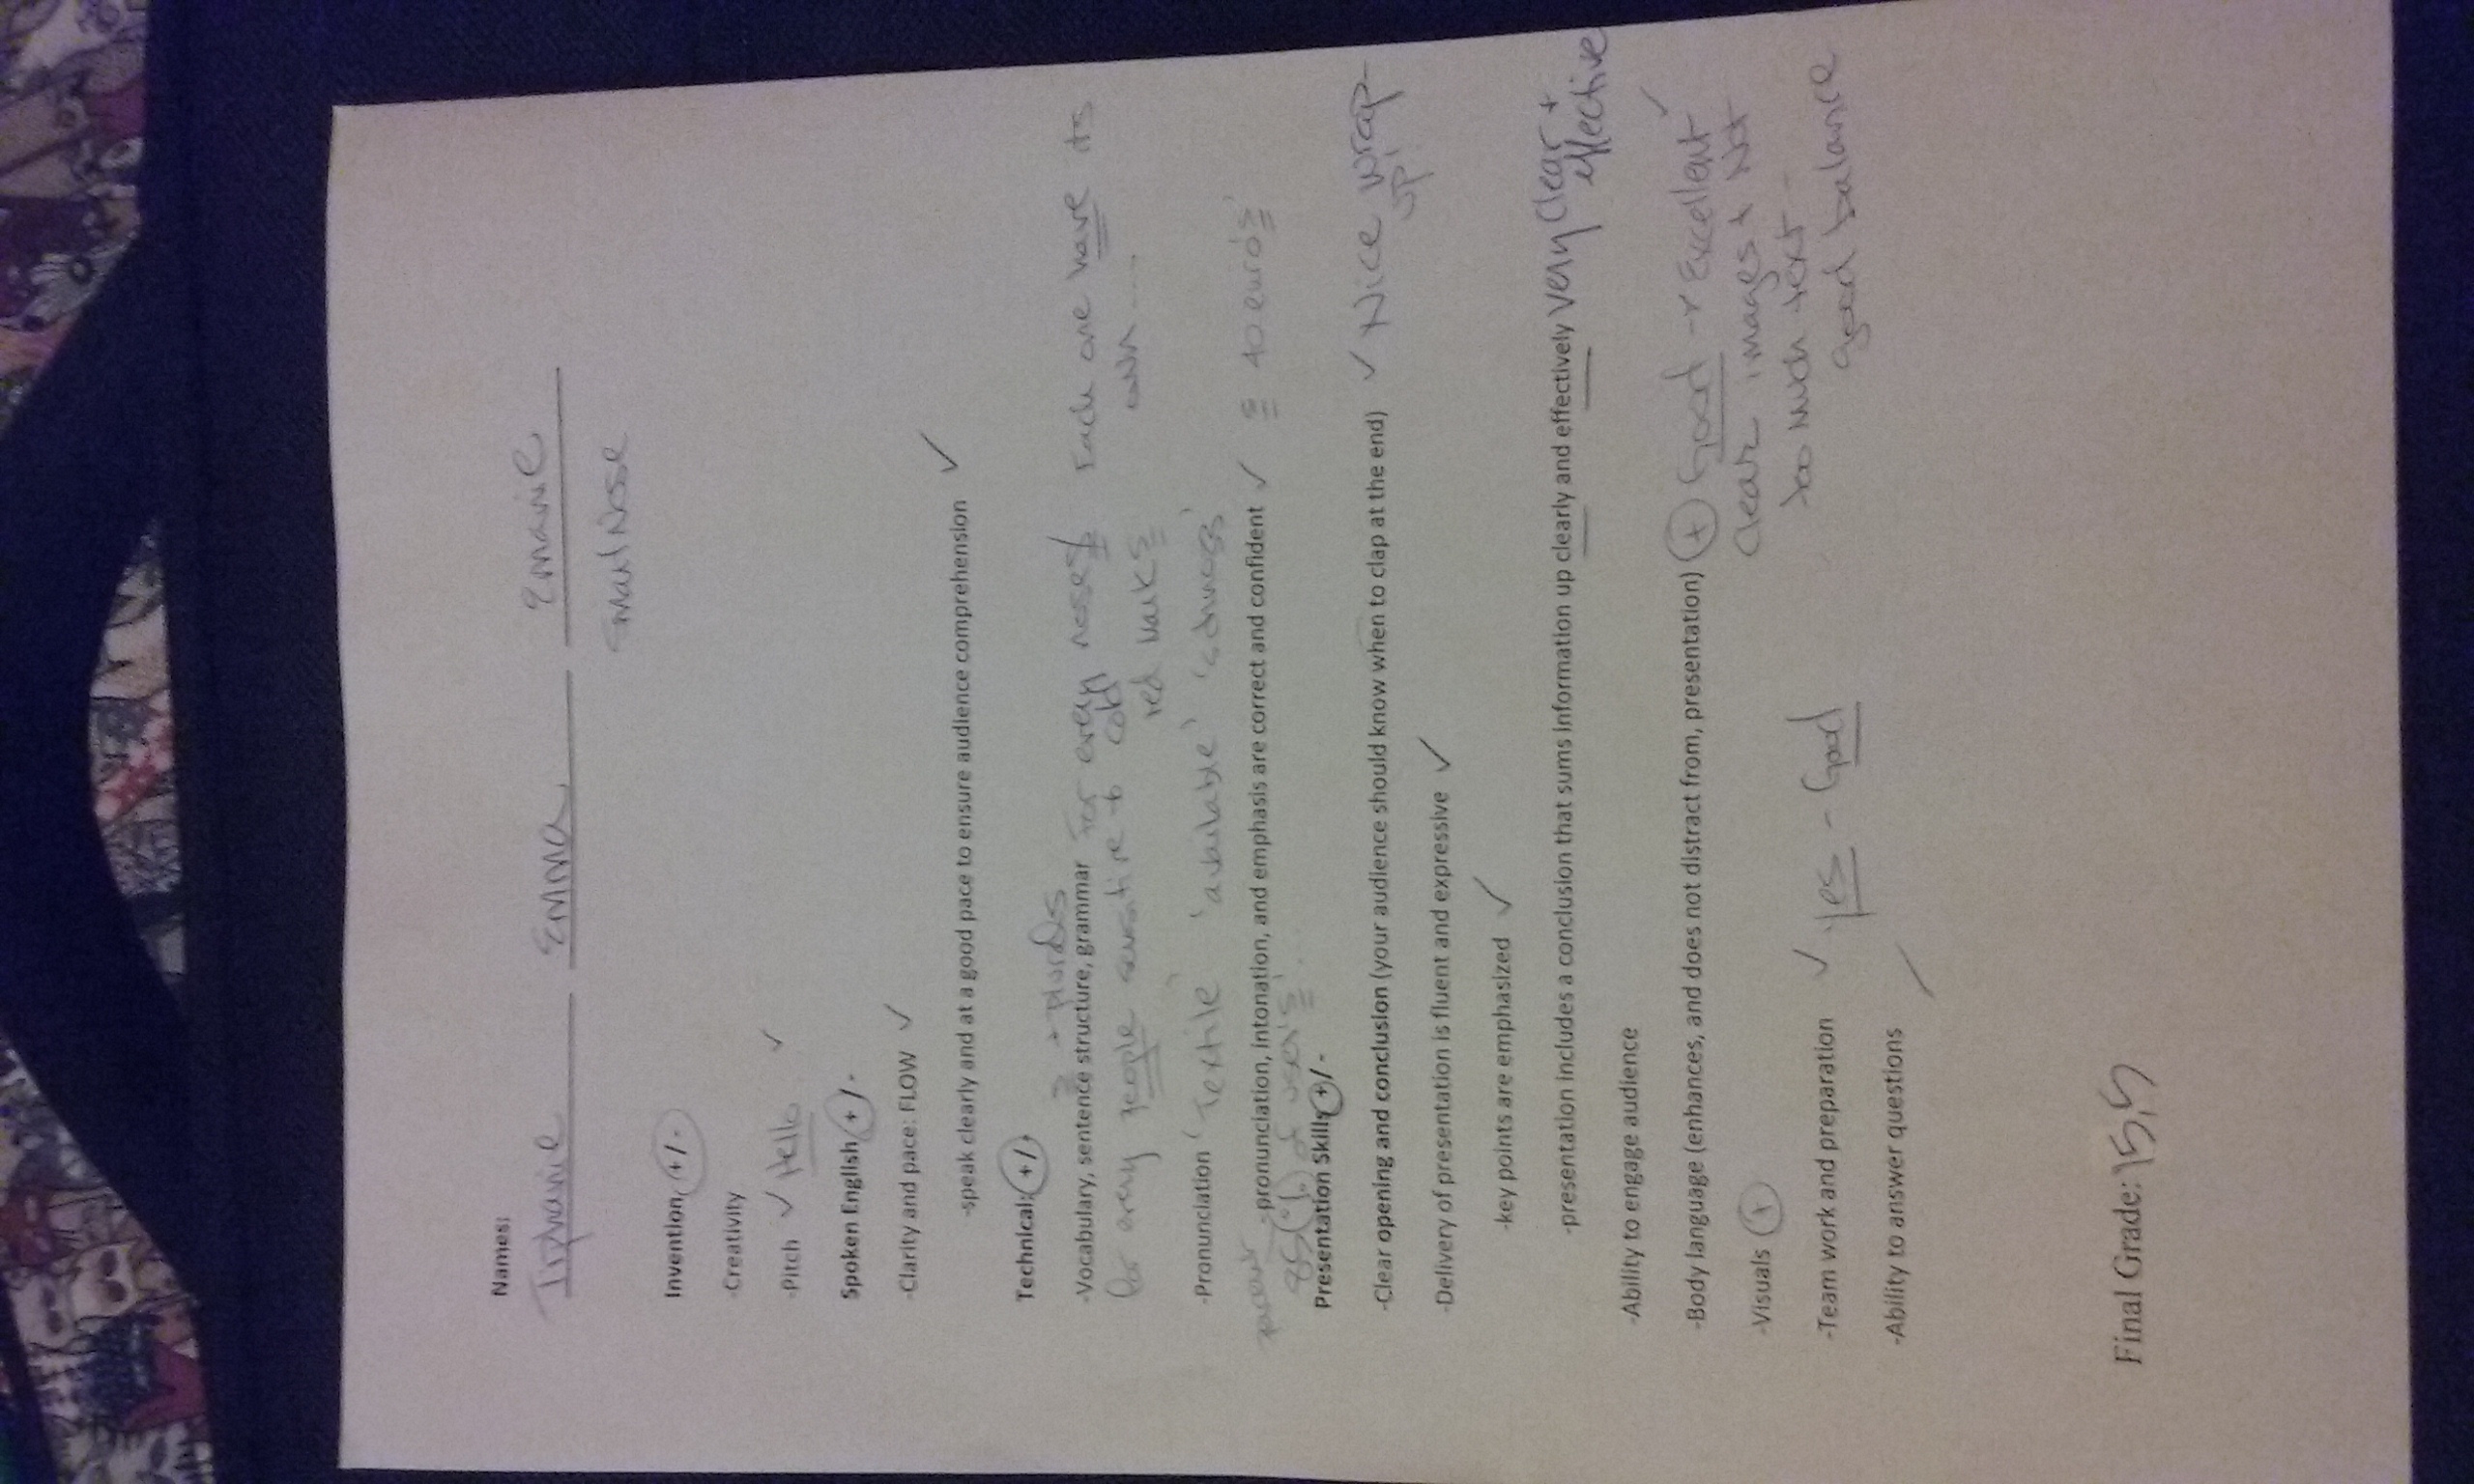 Names:
Tiphanie Emma Emanie
Smart Nose
Invention + / -
-Creativity
-Pitch ✓ Hello ✓
Spoken English + / -
-Clarity and pace: FLOW ✓
-speak clearly and at a good pace to ensure audience comprehension ✓
Technical: + / -
+ plurals
-Vocabulary, sentence structure, grammar For every noses Each one have its
for every people sensitive to cold own ....
red marks
-Pronunciation 'Textile' 'available'
-pronunciation, intonation, and emphasis are correct and confident ✓ 40 euro's'
85(%) of user's' ...
Presentation Skills + / -
-Clear opening and conclusion (your audience should know when to clap at the end) ✓ Nice wrap-
up!
-Delivery of presentation is fluent and expressive ✓
-key points are emphasized ✓
-presentation includes a conclusion that sums information up clearly and effectively very clear +
effective
-Ability to engage audience
-Body language (enhances, and does not distract from, presentation) + Good → Excellent ✓
-Visuals + Clear images + Not
too much text -
good balance
-Team work and preparation ✓ yes - Good
-Ability to answer questions
Final Grade: 15,5